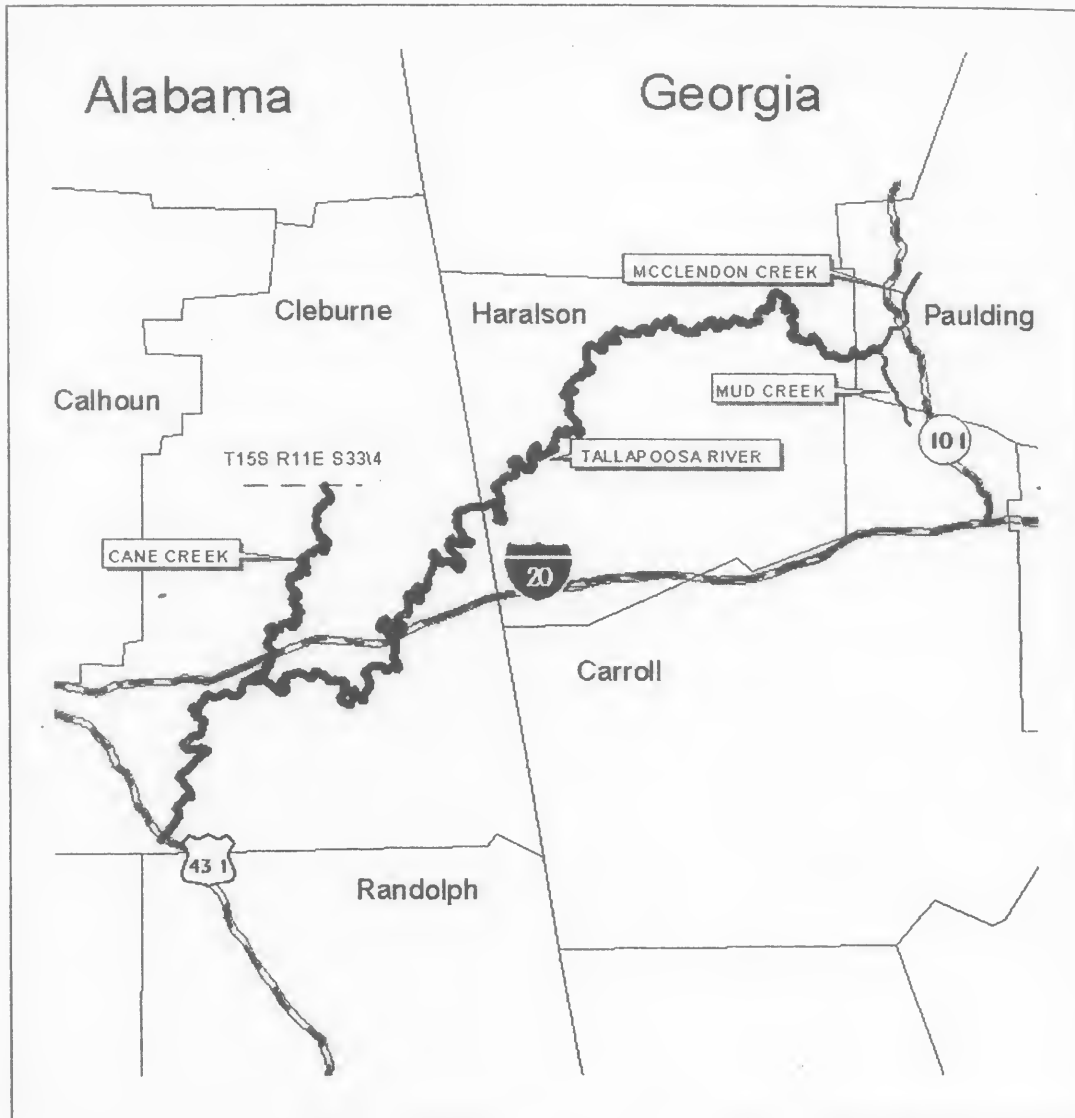 Alabama
Georgia
MCCLENDON CREEK
Cleburne
Haralson
Paulding
Calhoun
MUD CREEK
101
T15S R11E S33\4
TALLAPOOSA RIVER
CANE CREEK
20
Carroll
431
Randolph